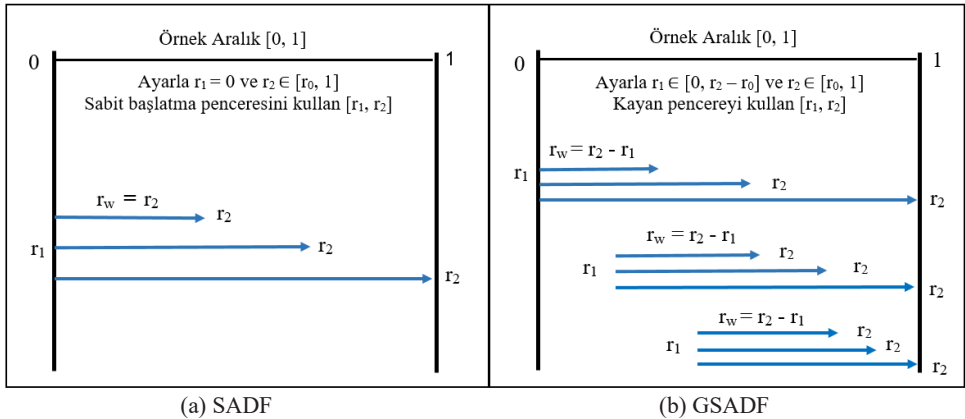 Örnek Aralık [0, 1]
0
1
Ayarla r₁ = 0 ve r₂ ∈ [r₀, 1]
Sabit başlatma penceresini kullan [r₁, r₂]
r_w = r₂
r₂
r₁
r₂
r₂
(a) SADF
Örnek Aralık [0, 1]
0
1
Ayarla r₁ ∈ [0, r₂ – r₀] ve r₂ ∈ [r₀, 1]
Kayan pencereyi kullan [r₁, r₂]
r_w = r₂ - r₁
r₁
r₂
r₂
r_w = r₂ - r₁
r₂
r₁
r₂
r₂
r_w = r₂ - r₁
r₂
r₁
r₂
r₂
(b) GSADF